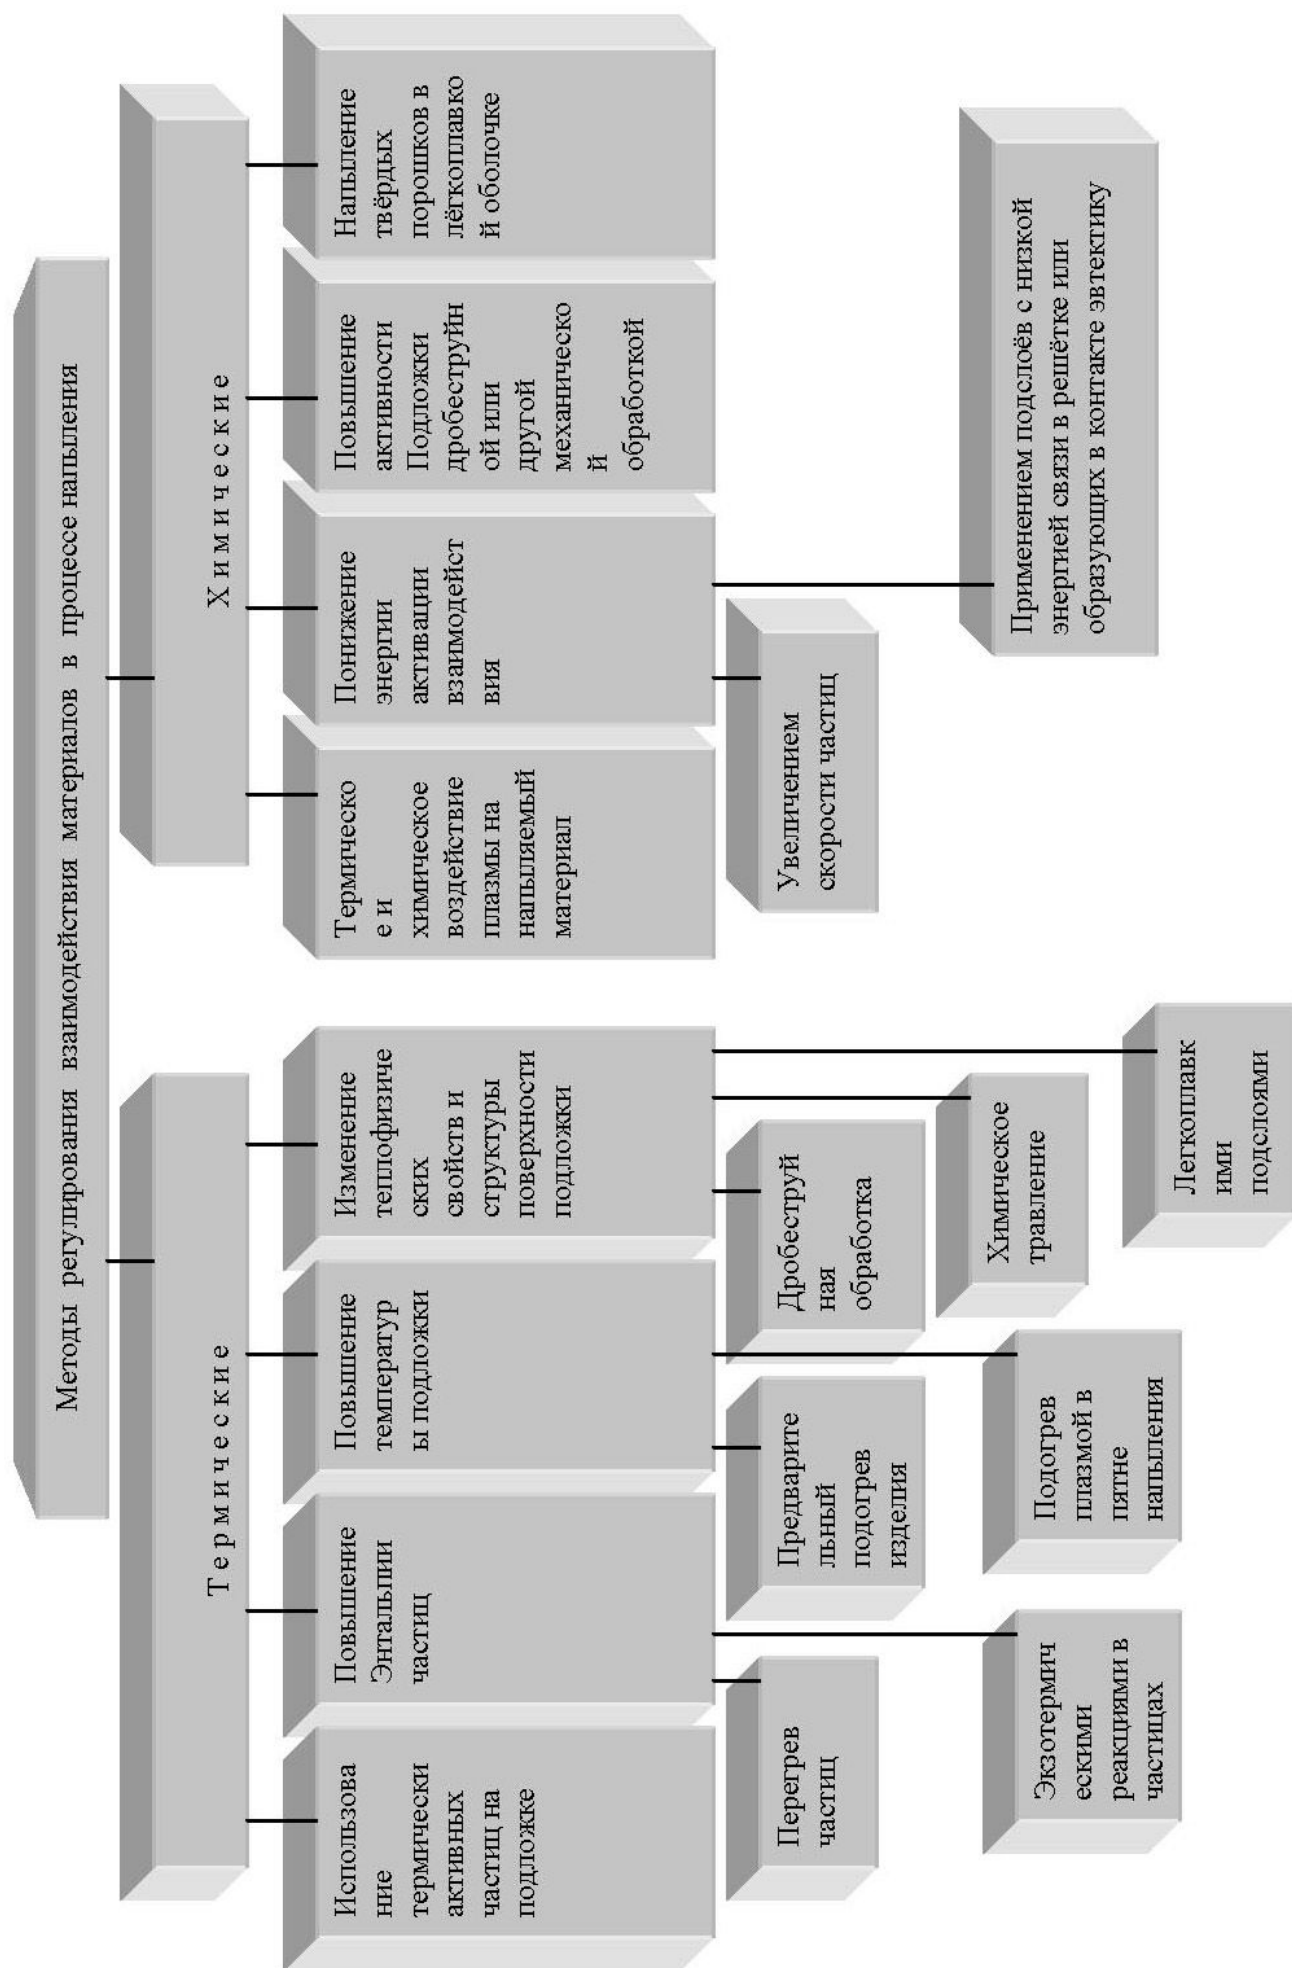 Методы регулирования взаимодействия материалов в процессе напыления
Термические
Химические
Использова
ние
термически
активных
частиц на
подложке
Повышение
Энтальпии
частиц
Повышение
температур
ы подложки
Изменение
теплофизиче
ских
свойств и
структуры
поверхности
подложки
Термическо
е и
химическое
воздействие
плазмы на
напыляемый
материал
Понижение
энергии
активации
взаимодейст
вия
Повышение
активности
Подложки
дробеструйн
ой или
другой
механическо
й
обработкой
Напыление
твёрдых
порошков в
лёгкоплавко
й оболочке
Перегрев
частиц
Предварите
льный
подогрев
изделия
Дробеструй
ная
обработка
Увеличением
скорости частиц
Экзотермич
ескими
реакциями в
частицах
Подогрев
плазмой в
пятне
напыления
Химическое
травление
Легкоплавк
ими
подслоями
Применением подслоёв с низкой
энергией связи в решётке или
образующих в контакте эвтектику